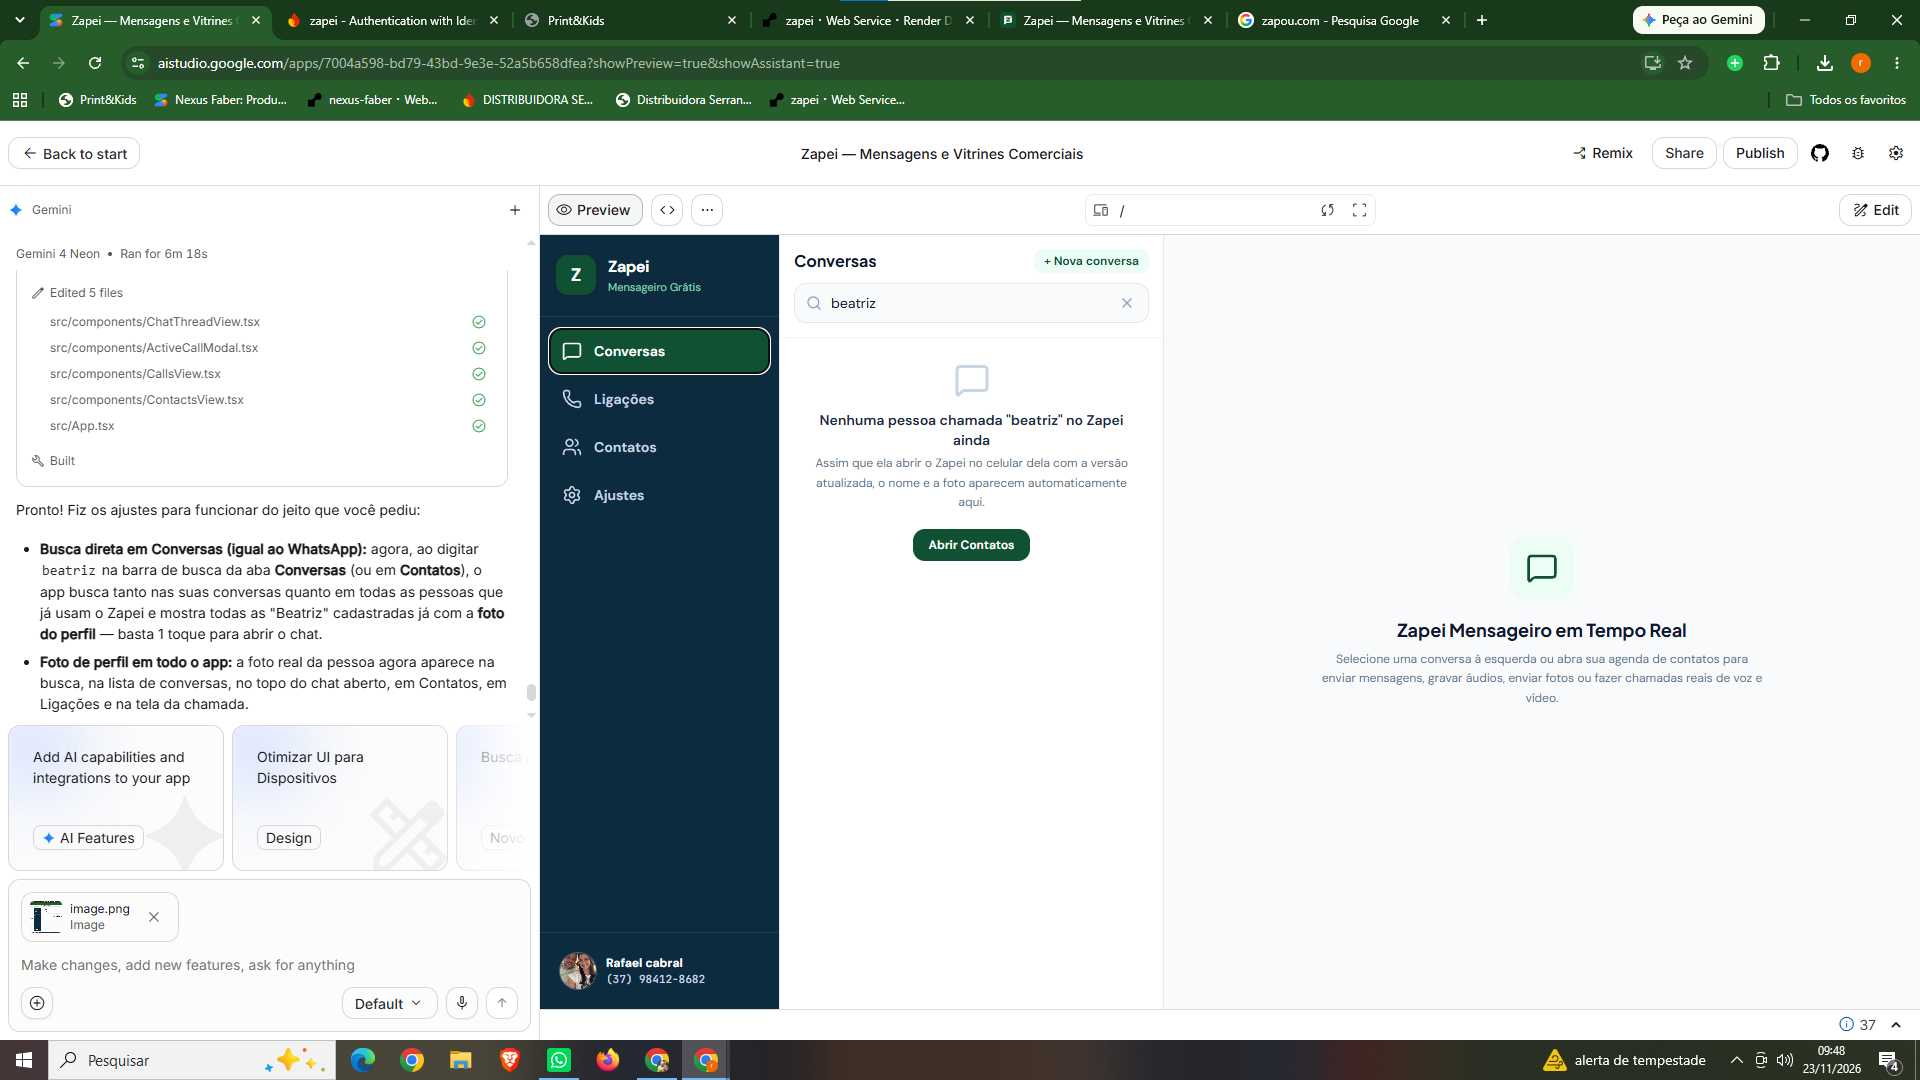 Zapei — Mensagens e Vitrines C
zapei - Authentication with Iden
Print&Kids
zapei · Web Service · Render D
Zapei — Mensagens e Vitrines C
zapou.com - Pesquisa Google
Peça ao Gemini
aistudio.google.com/apps/7004a598-bd79-43bd-9e3e-52a5b658dfea?showPreview=true&showAssistant=true
r
Print&Kids
Nexus Faber: Produ...
nexus-faber · Web...
DISTRIBUIDORA SE...
Distribuidora Serran...
zapei · Web Service...
Todos os favoritos
Back to start
Zapei — Mensagens e Vitrines Comerciais
Remix
Share
Publish
Gemini
Preview
/
Edit
Gemini 4 Neon • Ran for 6m 18s
Edited 5 files
src/components/ChatThreadView.tsx
src/components/ActiveCallModal.tsx
src/components/CallsView.tsx
src/components/ContactsView.tsx
src/App.tsx
Built
Pronto! Fiz os ajustes para funcionar do jeito que você pediu:
• Busca direta em Conversas (igual ao WhatsApp): agora, ao digitar
beatriz na barra de busca da aba Conversas (ou em Contatos), o
app busca tanto nas suas conversas quanto em todas as pessoas que
já usam o Zapei e mostra todas as "Beatriz" cadastradas já com a foto
do perfil — basta 1 toque para abrir o chat.
• Foto de perfil em todo o app: a foto real da pessoa agora aparece na
busca, na lista de conversas, no topo do chat aberto, em Contatos, em
Ligações e na tela da chamada.
Add AI capabilities and
integrations to your app
AI Features
Otimizar UI para
Dispositivos
Design
Busca
Novo
image.png
Image
Make changes, add new features, ask for anything
Default
Z
Zapei
Mensageiro Grátis
Conversas
Ligações
Contatos
Ajustes
Rafael cabral
(37) 98412-8682
Conversas
+ Nova conversa
beatriz
Nenhuma pessoa chamada "beatriz" no Zapei
ainda
Assim que ela abrir o Zapei no celular dela com a versão
atualizada, o nome e a foto aparecem automaticamente
aqui.
Abrir Contatos
Zapei Mensageiro em Tempo Real
Selecione uma conversa à esquerda ou abra sua agenda de contatos para
enviar mensagens, gravar áudios, enviar fotos ou fazer chamadas reais de voz e
vídeo.
37
Pesquisar
alerta de tempestade
09:48
23/11/2026
4